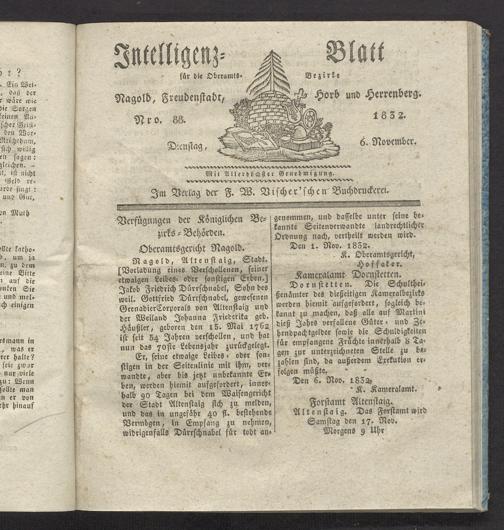 Intelligenz- Blatt
für die Oberamts- Bezirke
Nagold, Freudenstadt, Horb und Herrenberg.
Nro. 88. 1832.
Dienstag, 6. November.
Mit Allerhöchster Genehmigung.
Im Verlag der F. W. Vischer'schen Buchdruckerei.
Verfügungen der Königlichen Be-
zirks-Behörden.
Oberamtsgericht Nagold.
Nagold, Altenstaig, Stadt.
[Vorladung eines Verschollenen, seiner
etwaigen Leibes- oder sonstigen Erben.]
Jakob Friedrich Dürrschnabel, Sohn des
weil. Gottfried Dürrschnabel, gewesenen
GrenadierCorporals von Altenstaig und
der Weiland Johanna Friederika geb.
Häußler, geboren den 15. Mai 1762
ist seit 54 Jahren verschollen, und hat
nun das 70ste Lebensjahr zurückgelegt.
Er, seine etwaige Leibes- oder son-
stigen in der Seitenlinie mit ihm, ver-
wandte, aber bis jetzt unbekannte Er-
ben, werden hiemit aufgefordert, inner-
halb 90 Tagen bei dem Waisengericht
der Stadt Altenstaig sich zu melden,
und das in ungefähr 40 fl. bestehende
Vermögen, in Empfang zu nehmen,
widrigenfalls Dürrschnabel für todt an-
genommen, und dasselbe unter seine be-
kannte Seitenverwandte landrechtlicher
Ordnung nach, vertheilt werden wird.
Den 1. Nov. 1832.
K. Oberamtsgericht,
Hoffaker.
Kameralamt Dornstetten.
Dornstetten. Die Schulthei-
ßenämter des dießeitigen Kameralbezirks
werden hiemit aufgefordert, sogleich be-
kannt zu machen, daß alle auf Martini
dieß Jahrs verfallene Güter- und Ze-
hendpachtgelder sowie die Schuldigkeiten
für empfangene Früchte innerhalb 8 Ta-
gen zur unterzeichneten Stelle zu be-
zahlen sind, da außerdem Exekution er-
folgen müßte.
Den 6. Nov. 1832.
K. Kameralamt.
Forstamt Altenstaig.
Altenstaig. Das Forstamt wird
Samstag den 17. Nov.
Morgens 9 Uhr